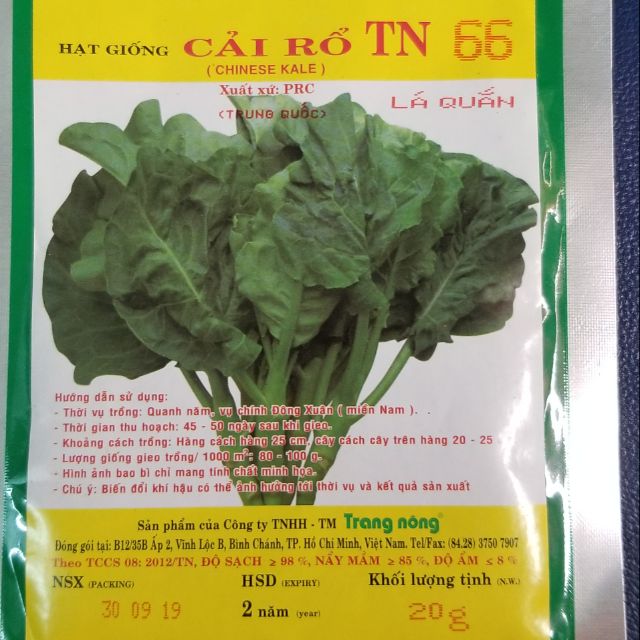 HẠT GIỐNG CẢI RỔ TN 66
( CHINESE KALE )
Xuất xứ: PRC
<TRUNG QUỐC>
LÁ QUẮN
Hướng dẫn sử dụng:
- Thời vụ trồng: Quanh năm, vụ chính Đông Xuân ( miền Nam ).
- Thời gian thu hoạch: 45 - 50 ngày sau khi gieo.
- Khoảng cách trồng: Hàng cách hàng 25 cm, cây cách cây trên hàng 20 - 25
- Lượng giống gieo trồng/ 1000 m²: 80 - 100 g.
- Hình ảnh bao bì chỉ mang tính chất minh họa.
- Chú ý: Biến đổi khí hậu có thể ảnh hưởng tới thời vụ và kết quả sản xuất
Sản phẩm của Công ty TNHH - TM Trang nông®
Đóng gói tại: B12/35B Ấp 2, Vĩnh Lộc B, Bình Chánh, TP. Hồ Chí Minh, Việt Nam. Tel/Fax: (84.28) 3750 7907
Theo TCCS 08: 2012/TN, ĐỘ SẠCH ≥ 98 %, NẨY MẦM ≥ 85 %, ĐỘ ẨM ≤ 8 %
NSX (PACKING) HSD (EXPIRY) Khối lượng tịnh (N.W.)
30 09 19 2 năm (year) 20g